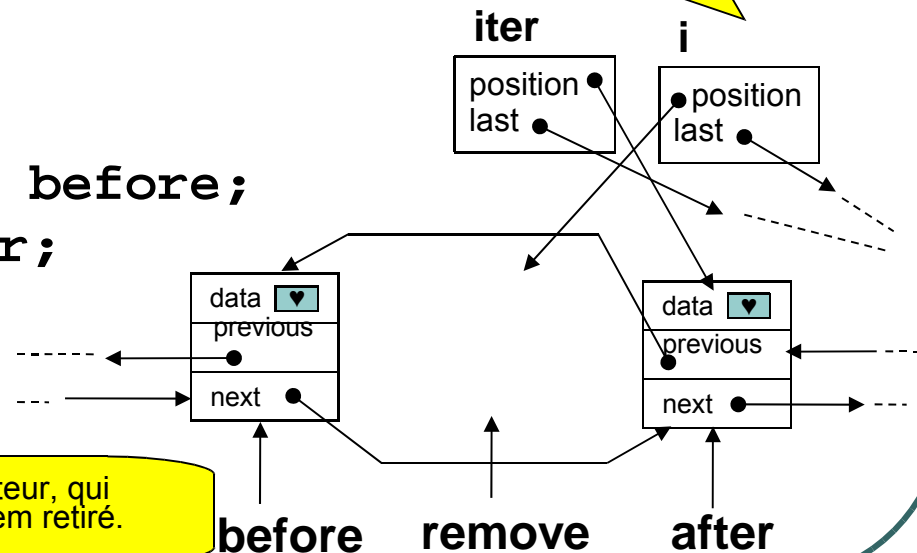 iter
i
position
last
position
last
before;
r;
data ♥
previous
next
data ♥
previous
next
teur, qui
em retiré.
before remove after